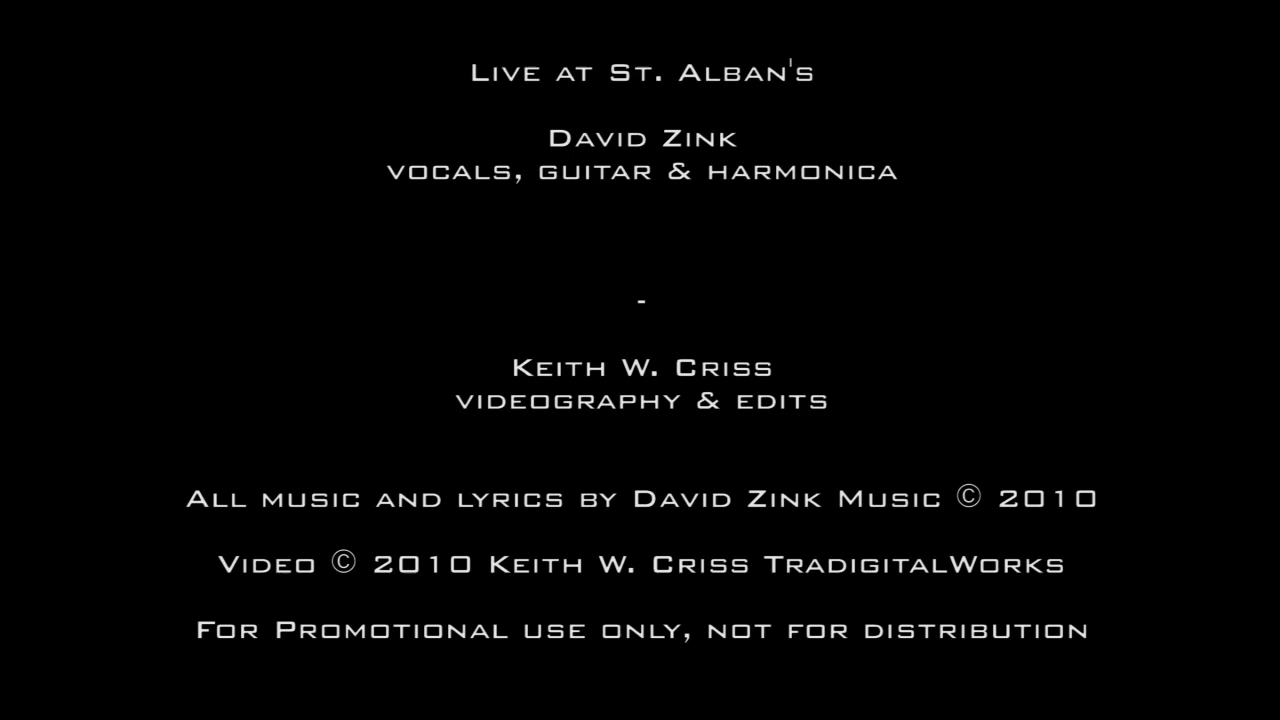 Live at St. Alban's
David Zink
vocals, guitar & harmonica
-
Keith W. Criss
videography & edits
All music and lyrics by David Zink Music © 2010
Video © 2010 Keith W. Criss TradigitalWorks
For Promotional use only, not for distribution